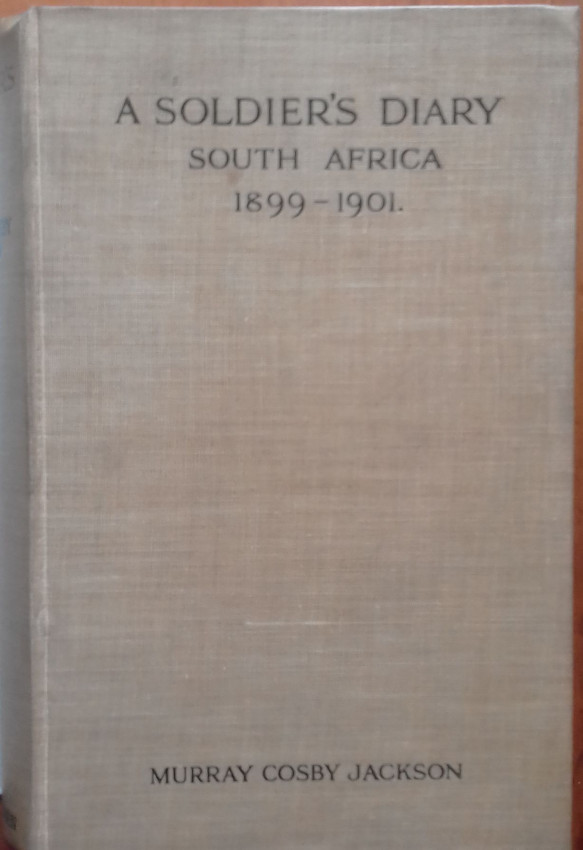 A SOLDIER'S DIARY
SOUTH AFRICA
1899-1901.
MURRAY COSBY JACKSON